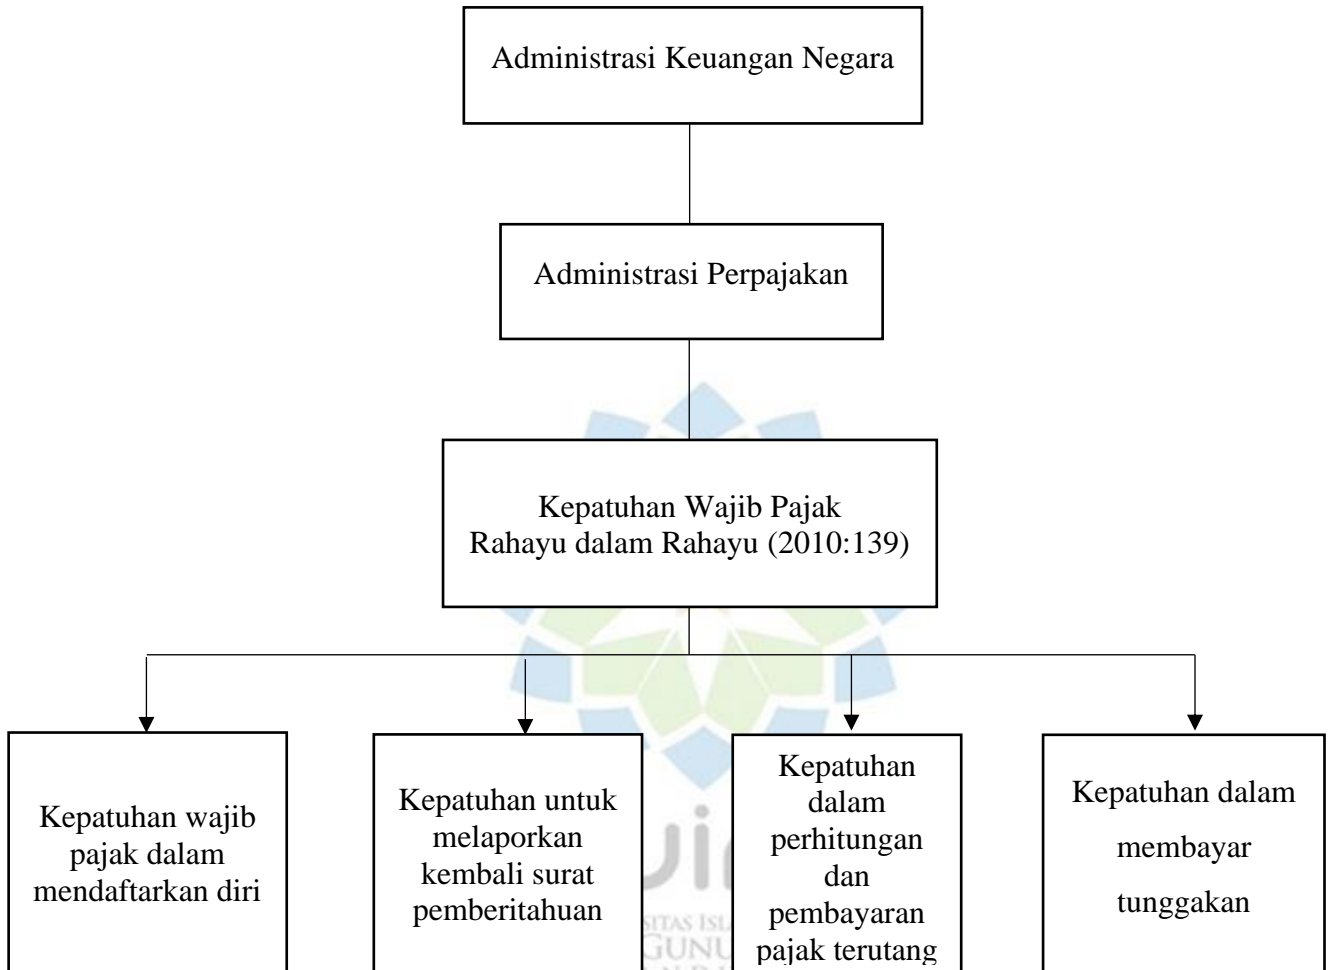 Administrasi Keuangan Negara
Administrasi Perpajakan
Kepatuhan Wajib Pajak
Rahayu dalam Rahayu (2010:139)
Kepatuhan wajib
pajak dalam
mendaftarkan diri
Kepatuhan untuk
melaporkan
kembali surat
pemberitahuan
Kepatuhan
dalam
perhitungan
dan
pembayaran
pajak terutang
Kepatuhan dalam
membayar
tunggakan